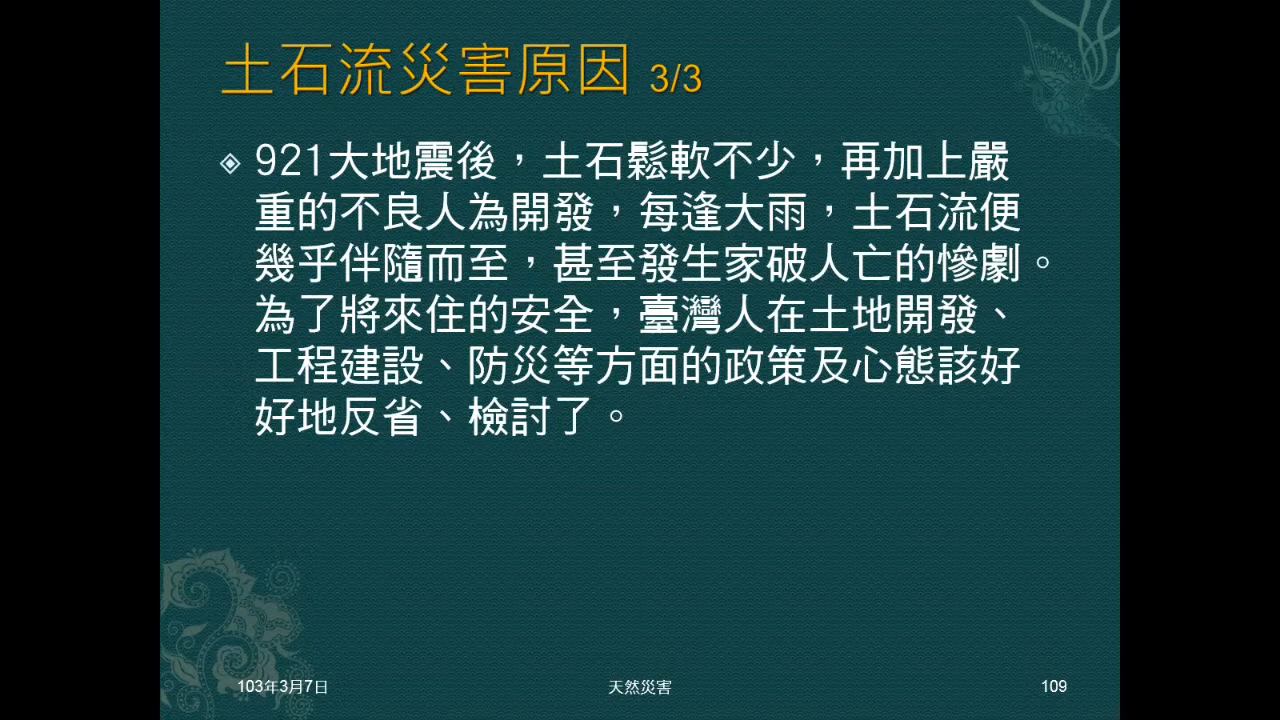 土石流災害原因 3/3
921大地震後，土石鬆軟不少，再加上嚴
重的不良人為開發，每逢大雨，土石流便
幾乎伴隨而至，甚至發生家破人亡的慘劇。
為了將來住的安全，臺灣人在土地開發、
工程建設、防災等方面的政策及心態該好
好地反省、檢討了。
103年3月7日
天然災害
109